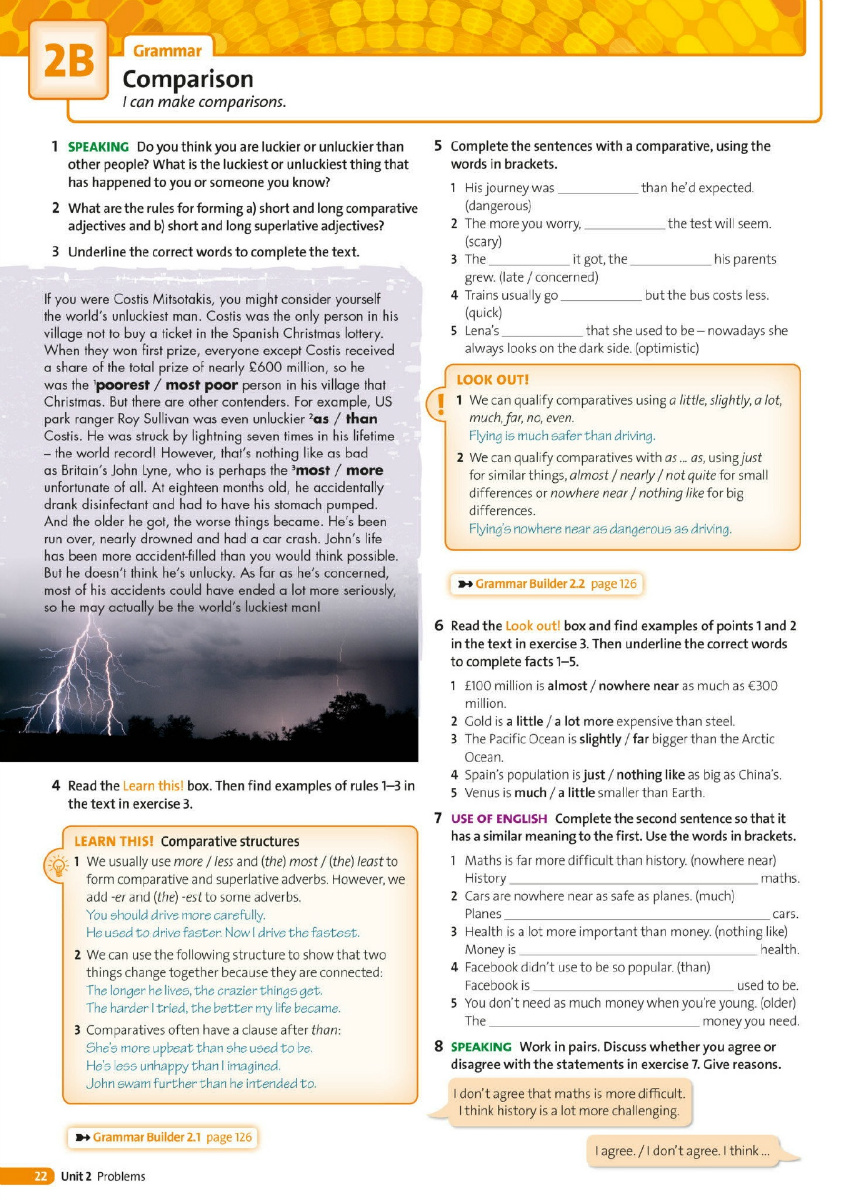 2B
Grammar
Comparison
I can make comparisons.
1 SPEAKING Do you think you are luckier or unluckier than
other people? What is the luckiest or unluckiest thing that
has happened to you or someone you know?
2 What are the rules for forming a) short and long comparative
adjectives and b) short and long superlative adjectives?
3 Underline the correct words to complete the text.
If you were Costis Mitsotakis, you might consider yourself
the world's unluckiest man. Costis was the only person in his
village not to buy a ticket in the Spanish Christmas lottery.
When they won first prize, everyone except Costis received
a share of the total prize of nearly £600 million, so he
was the ¹poorest / most poor person in his village that
Christmas. But there are other contenders. For example, US
park ranger Roy Sullivan was even unluckier ²as / than
Costis. He was struck by lightning seven times in his lifetime
– the world record! However, that's nothing like as bad
as Britain's John Lyne, who is perhaps the ³most / more
unfortunate of all. At eighteen months old, he accidentally
drank disinfectant and had to have his stomach pumped.
And the older he got, the worse things became. He's been
run over, nearly drowned and had a car crash. John's life
has been more accident-filled than you would think possible.
But he doesn't think he's unlucky. As far as he's concerned,
most of his accidents could have ended a lot more seriously,
so he may actually be the world's luckiest man!
4 Read the Learn this! box. Then find examples of rules 1–3 in
the text in exercise 3.
LEARN THIS! Comparative structures
1 We usually use more / less and (the) most / (the) least to
form comparative and superlative adverbs. However, we
add -er and (the) -est to some adverbs.
You should drive more carefully.
He used to drive faster. Now I drive the fastest.
2 We can use the following structure to show that two
things change together because they are connected:
The longer he lives, the crazier things get.
The harder I tried, the better my life became.
3 Comparatives often have a clause after than:
She's more upbeat than she used to be.
He's less unhappy than I imagined.
John swam further than he intended to.
Grammar Builder 2.1 page 126
22 Unit 2 Problems
5 Complete the sentences with a comparative, using the
words in brackets.
1 His journey was ____________ than he'd expected.
(dangerous)
2 The more you worry, ____________ the test will seem.
(scary)
3 The ____________ it got, the ____________ his parents
grew. (late / concerned)
4 Trains usually go ____________ but the bus costs less.
(quick)
5 Lena's ____________ that she used to be – nowadays she
always looks on the dark side. (optimistic)
LOOK OUT!
!
1 We can qualify comparatives using a little, slightly, a lot,
much, far, no, even.
Flying is much safer than driving.
2 We can qualify comparatives with as ... as, using just
for similar things, almost / nearly / not quite for small
differences or nowhere near / nothing like for big
differences.
Flying's nowhere near as dangerous as driving.
Grammar Builder 2.2 page 126
6 Read the Look out! box and find examples of points 1 and 2
in the text in exercise 3. Then underline the correct words
to complete facts 1–5.
1 £100 million is almost / nowhere near as much as €300
million.
2 Gold is a little / a lot more expensive than steel.
3 The Pacific Ocean is slightly / far bigger than the Arctic
Ocean.
4 Spain's population is just / nothing like as big as China's.
5 Venus is much / a little smaller than Earth.
7 USE OF ENGLISH Complete the second sentence so that it
has a similar meaning to the first. Use the words in brackets.
1 Maths is far more difficult than history. (nowhere near)
History ____________ maths.
2 Cars are nowhere near as safe as planes. (much)
Planes ____________ cars.
3 Health is a lot more important than money. (nothing like)
Money is ____________ health.
4 Facebook didn't use to be so popular. (than)
Facebook is ____________ used to be.
5 You don't need as much money when you're young. (older)
The ____________ money you need.
8 SPEAKING Work in pairs. Discuss whether you agree or
disagree with the statements in exercise 7. Give reasons.
I don't agree that maths is more difficult.
I think history is a lot more challenging.
I agree. / I don't agree. I think ...